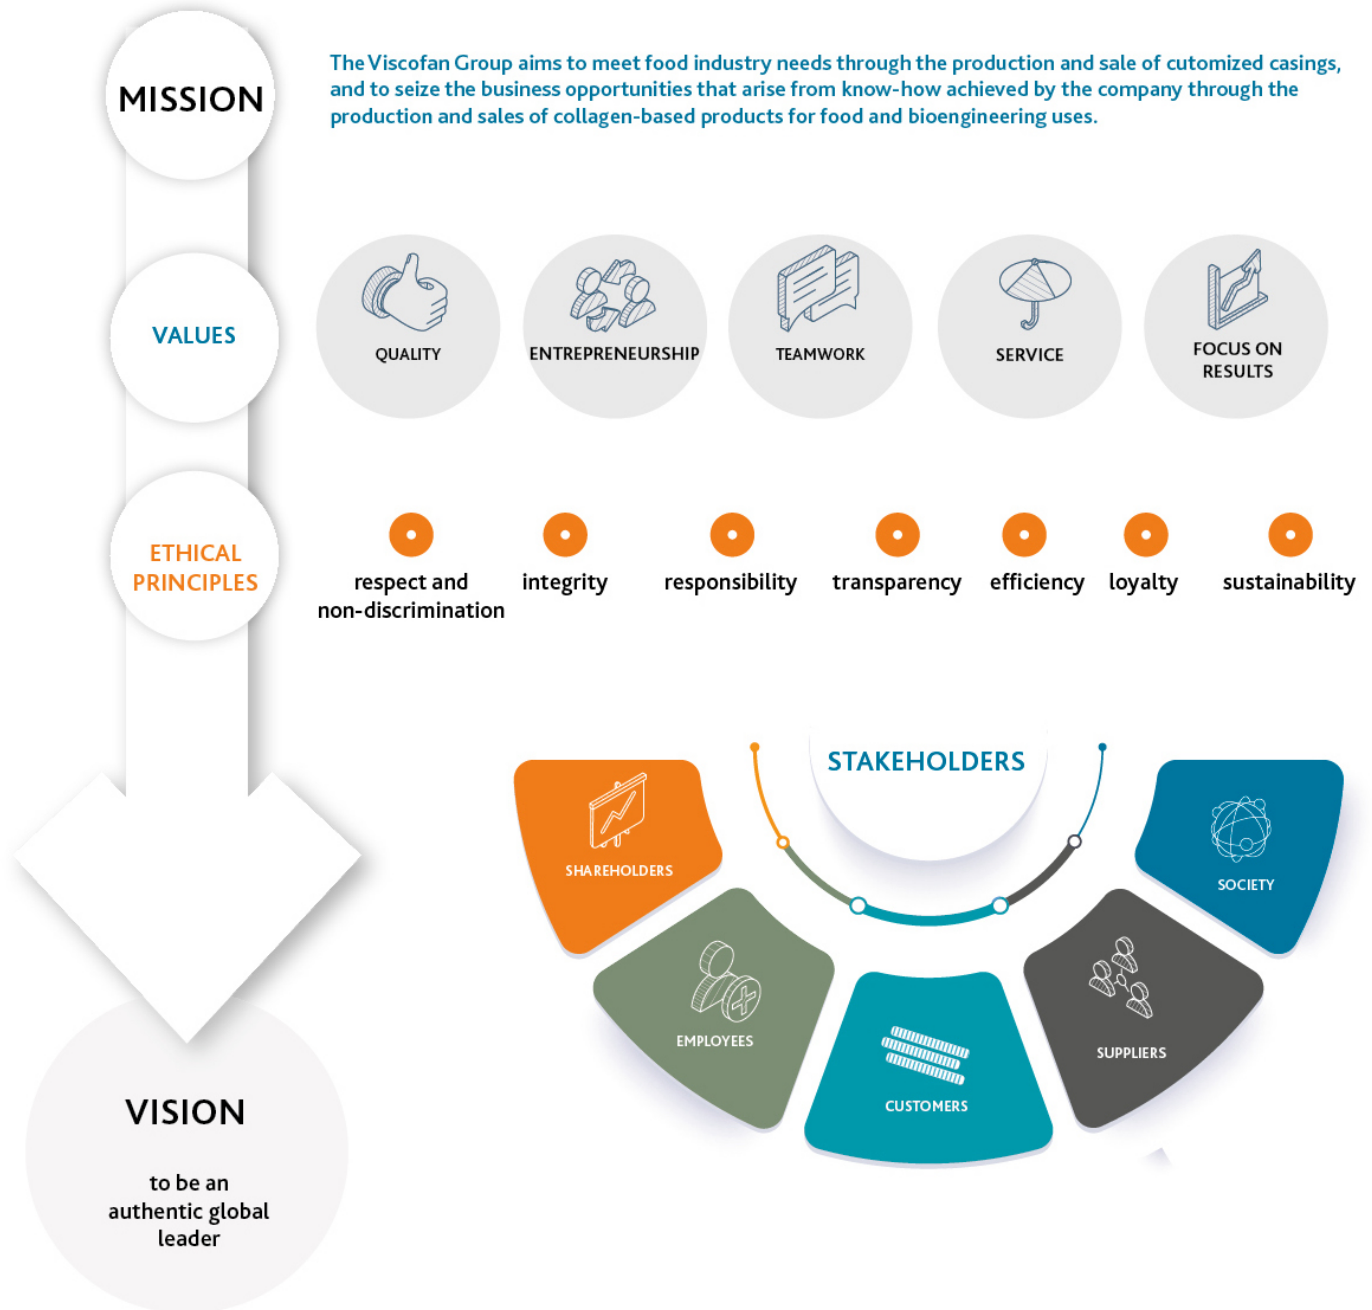 MISSION
The Viscofan Group aims to meet food industry needs through the production and sale of cutomized casings,
and to seize the business opportunities that arise from know-how achieved by the company through the
production and sales of collagen-based products for food and bioengineering uses.
VALUES
QUALITY
ENTREPRENEURSHIP
TEAMWORK
SERVICE
FOCUS ON
RESULTS
ETHICAL
PRINCIPLES
respect and
non-discrimination
integrity
responsibility
transparency
efficiency
loyalty
sustainability
STAKEHOLDERS
SHAREHOLDERS
EMPLOYEES
CUSTOMERS
SUPPLIERS
SOCIETY
VISION
to be an
authentic global
leader